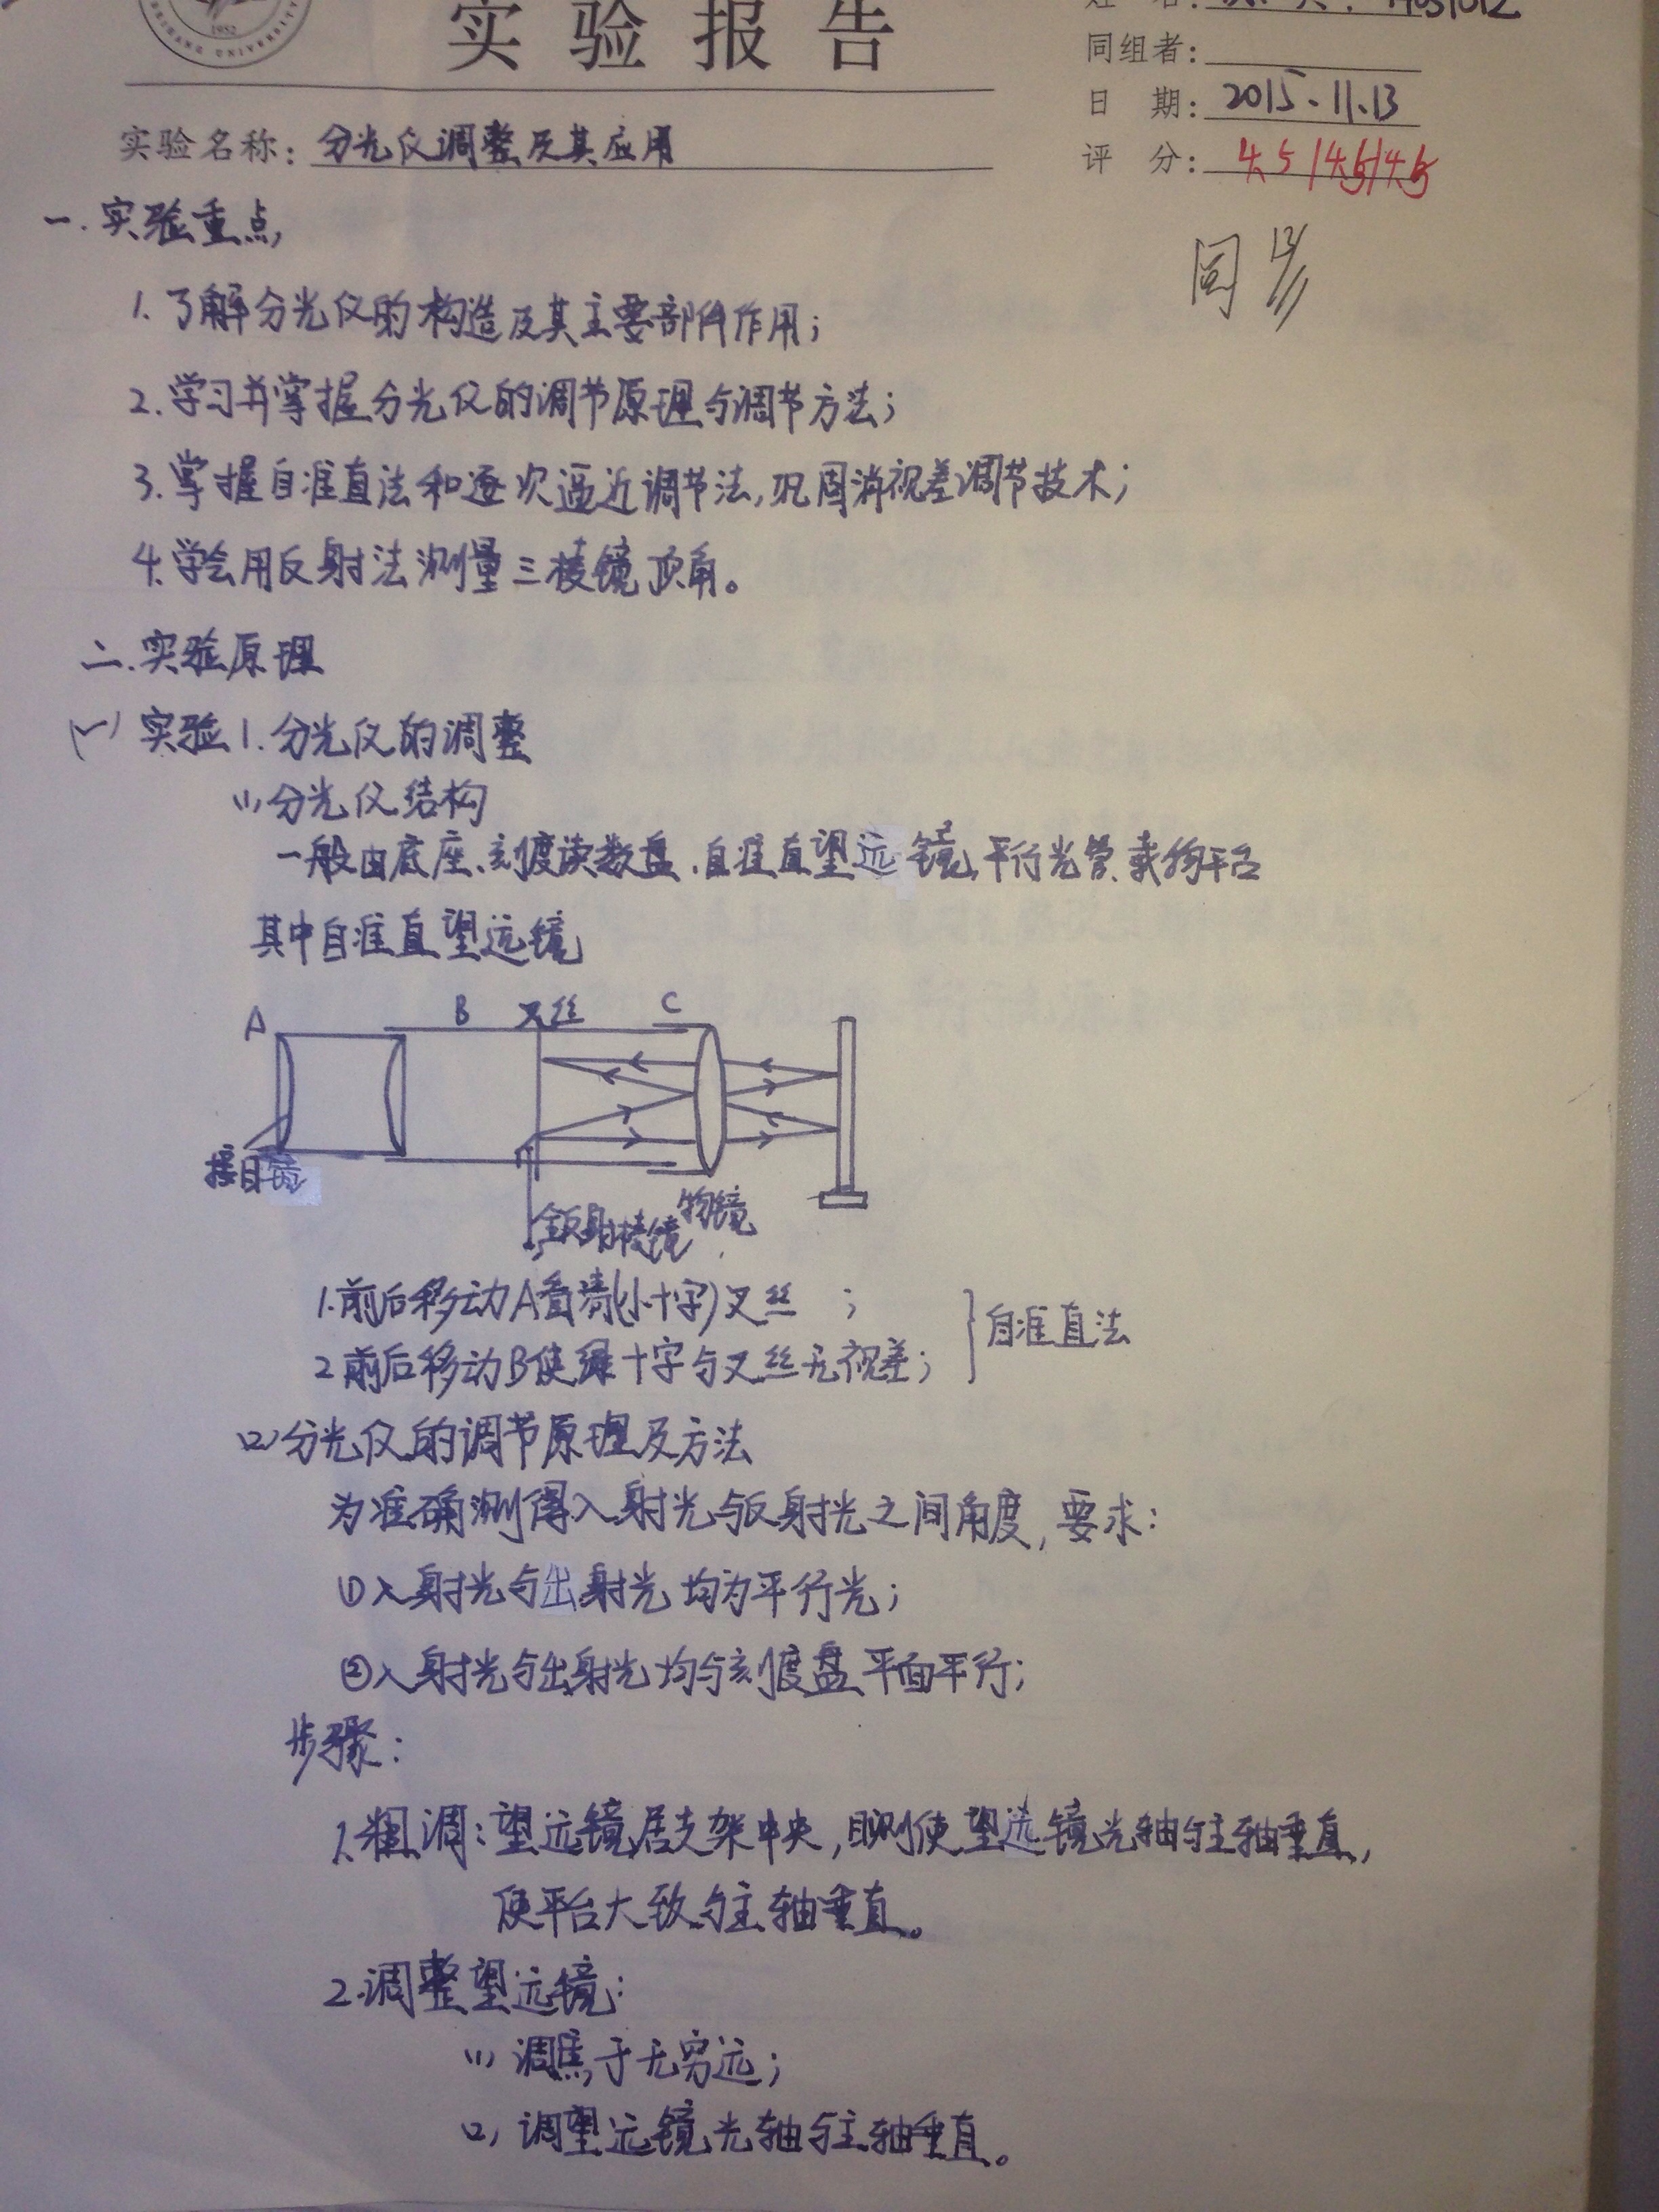 1952
实验报告
姓名:
同组者:
日期: 2015.11.13
实验名称: 分光仪调整及其应用
评分: 4.5/4.5/4.5
一.实验重点
1.了解分光仪的构造及其主要部件作用;
2.学习并掌握分光仪的调节原理与调节方法;
3.掌握自准直法和逐次逼近调节法,巩固消视差调节技术;
4.学会用反射法测量三棱镜顶角。
二.实验原理
(一)实验1.分光仪的调整
(1)分光仪结构
一般由底座、刻度读数盘、自准直望远镜、平行光管、载物平台
其中自准直望远镜
A B 叉丝 C
接目镜
全反射棱镜
物镜
1.前后移动A看清(小十字)叉丝;
2.前后移动B使绿十字与叉丝无视差;
自准直法
(2)分光仪的调节原理及方法
为准确测得入射光与反射光之间角度,要求:
①入射光与出射光均为平行光;
②入射光与出射光均与刻度盘平面平行;
步骤:
1.粗调:望远镜居支架中央,目测使望远镜光轴与主轴垂直,
使平台大致与主轴垂直。
2.调整望远镜:
(1)调焦于无穷远;
(2)调望远镜光轴与主轴垂直。